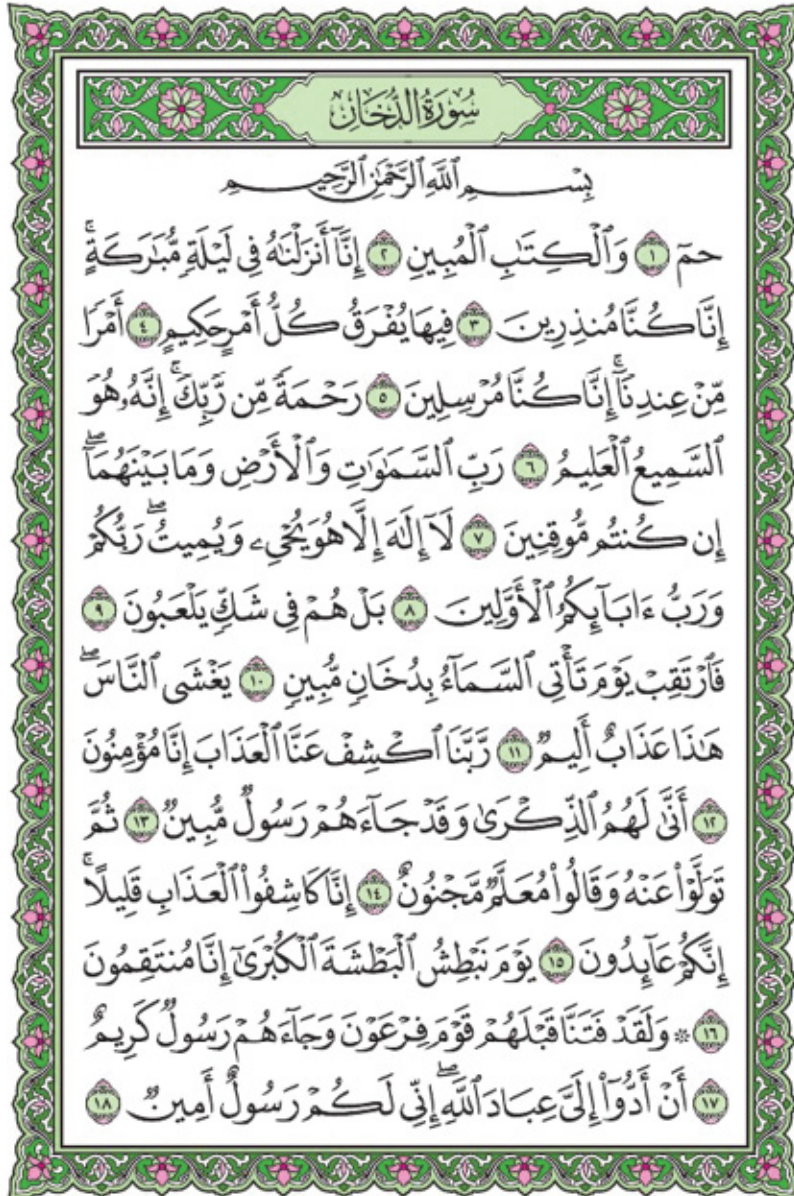 سُورَةُ الدُّخَانِ
بِسْمِ ٱللَّهِ ٱلرَّحْمَٰنِ ٱلرَّحِيمِ
حمٓ ١ وَٱلْكِتَٰبِ ٱلْمُبِينِ ٢ إِنَّآ أَنزَلْنَٰهُ فِى لَيْلَةٍ مُّبَٰرَكَةٍ ۚ
إِنَّا كُنَّا مُنذِرِينَ ٣ فِيهَا يُفْرَقُ كُلُّ أَمْرٍ حَكِيمٍ ٤ أَمْرًا
مِّنْ عِندِنَآ ۚ إِنَّا كُنَّا مُرْسِلِينَ ٥ رَحْمَةً مِّن رَّبِّكَ ۚ إِنَّهُۥ هُوَ
ٱلسَّمِيعُ ٱلْعَلِيمُ ٦ رَبِّ ٱلسَّمَٰوَٰتِ وَٱلْأَرْضِ وَمَا بَيْنَهُمَآ ۖ
إِن كُنتُم مُّوقِنِينَ ٧ لَآ إِلَٰهَ إِلَّا هُوَ يُحْىِۦ وَيُمِيتُ ۖ رَبُّكُمْ
وَرَبُّ ءَابَآئِكُمُ ٱلْأَوَّلِينَ ٨ بَلْ هُمْ فِى شَكٍّ يَلْعَبُونَ ٩
فَٱرْتَقِبْ يَوْمَ تَأْتِى ٱلسَّمَآءُ بِدُخَانٍ مُّبِينٍ ١٠ يَغْشَى ٱلنَّاسَ ۖ
هَٰذَا عَذَابٌ أَلِيمٌ ١١ رَّبَّنَا ٱكْشِفْ عَنَّا ٱلْعَذَابَ إِنَّا مُؤْمِنُونَ
١٢ أَنَّىٰ لَهُمُ ٱلذِّكْرَىٰ وَقَدْ جَآءَهُمْ رَسُولٌ مُّبِينٌ ١٣ ثُمَّ
تَوَلَّوْا۟ عَنْهُ وَقَالُوا۟ مُعَلَّمٌ مَّجْنُونٌ ١٤ إِنَّا كَاشِفُوا۟ ٱلْعَذَابِ قَلِيلًا ۚ
إِنَّكُمْ عَآئِدُونَ ١٥ يَوْمَ نَبْطِشُ ٱلْبَطْشَةَ ٱلْكُبْرَىٰٓ إِنَّا مُنتَقِمُونَ
١٦ ۞ وَلَقَدْ فَتَنَّا قَبْلَهُمْ قَوْمَ فِرْعَوْنَ وَجَآءَهُمْ رَسُولٌ كَرِيمٌ
١٧ أَنْ أَدُّوٓا۟ إِلَىَّ عِبَادَ ٱللَّهِ ۖ إِنِّى لَكُمْ رَسُولٌ أَمِينٌ ١٨